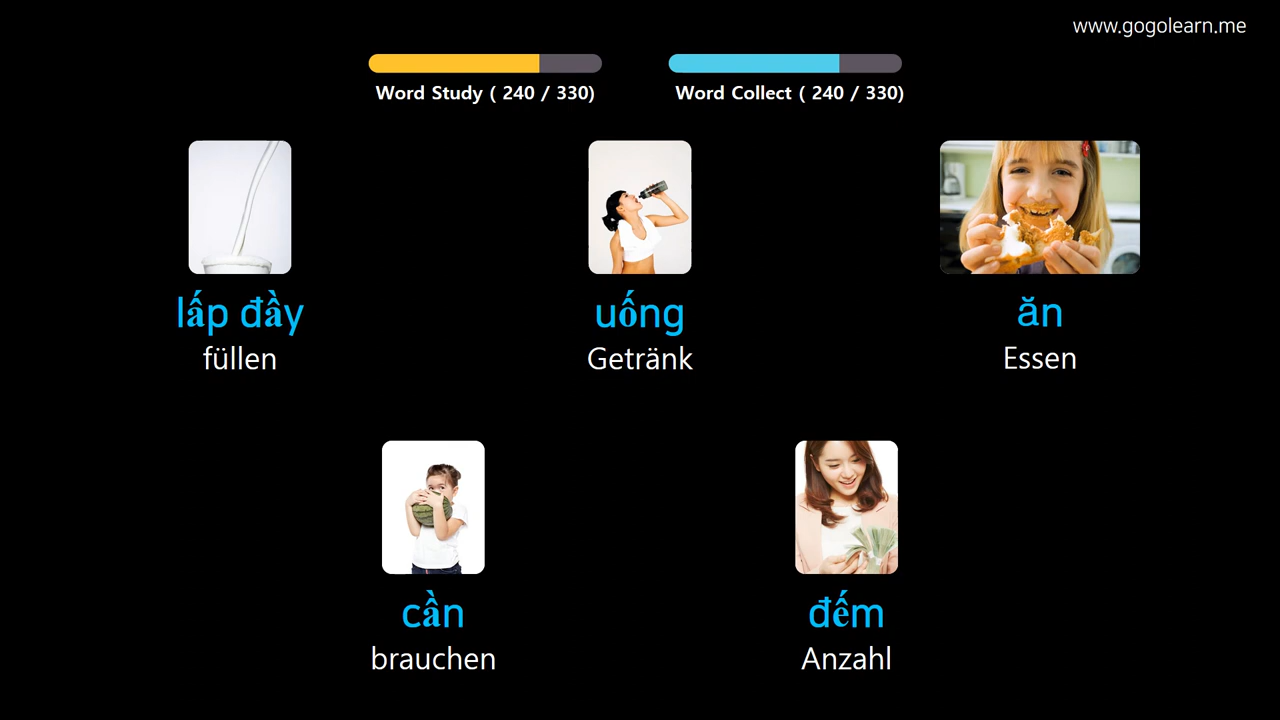 www.gogolearn.me
Word Study ( 240 / 330)
Word Collect ( 240 / 330)
lấp đầy
füllen
uống
Getränk
ăn
Essen
cần
brauchen
đếm
Anzahl